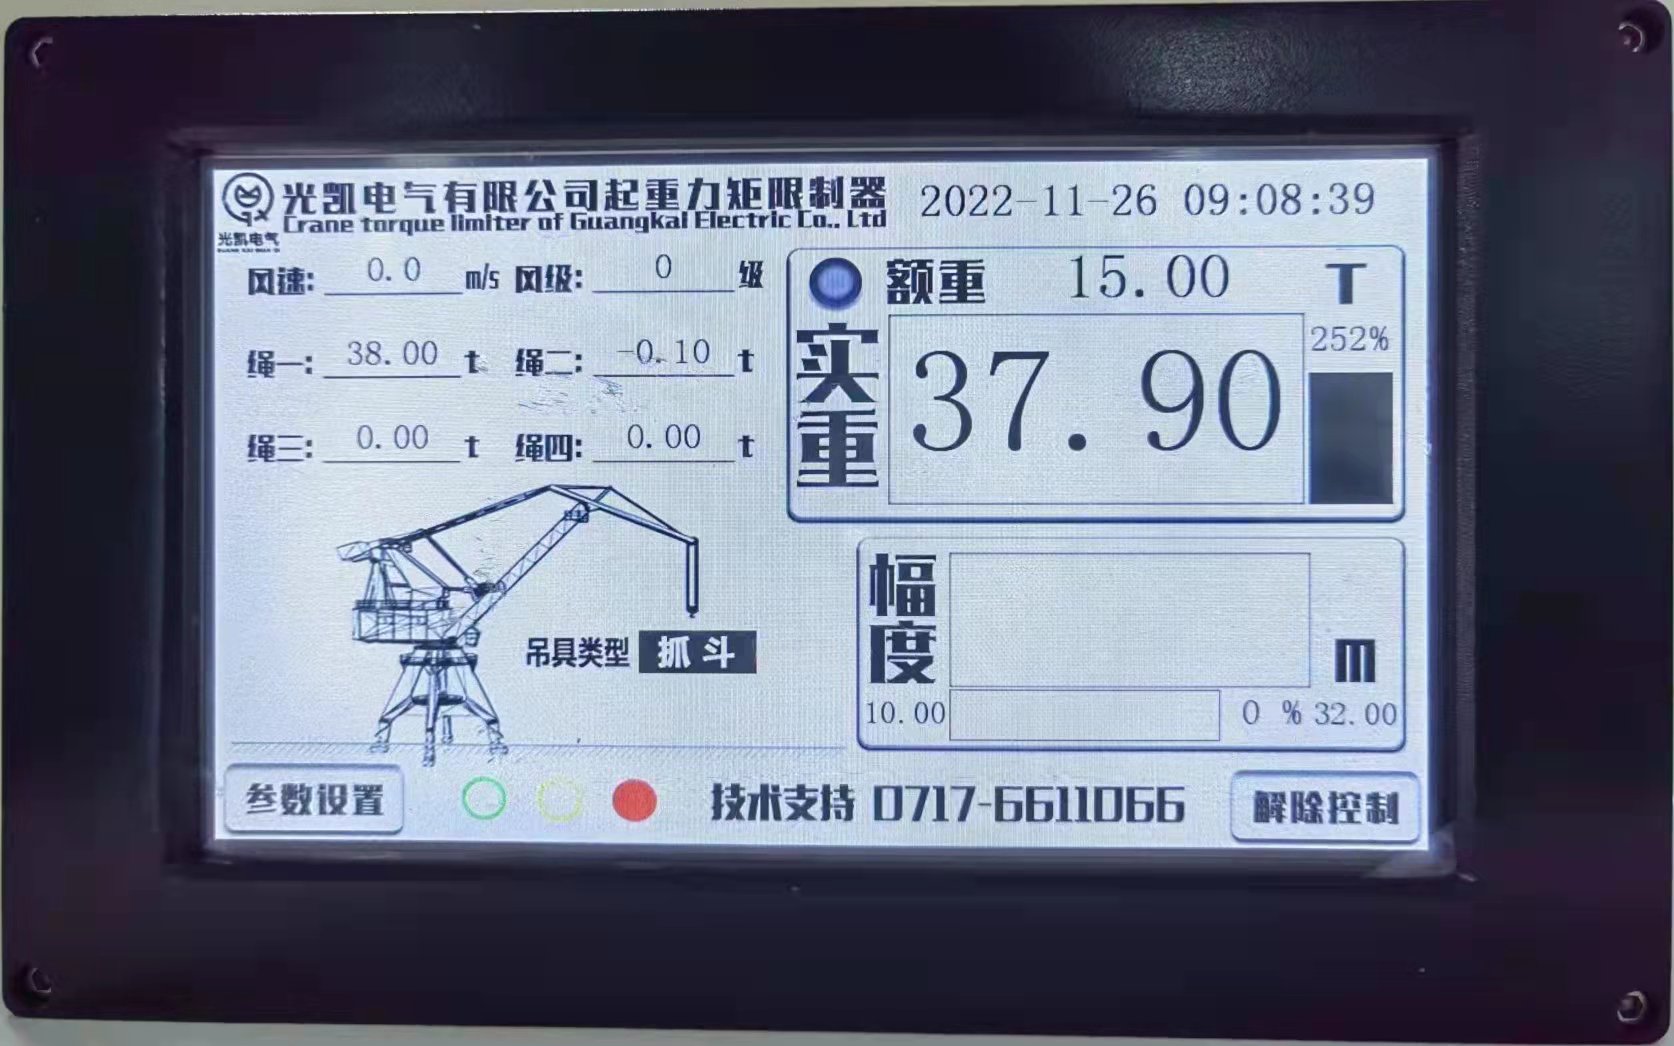 光凯电气有限公司起重力矩限制器
Crane torque limiter of Guangkai Electric Co., Ltd
光凯电气
2022-11-26 09:08:39
风速: 0.0 m/s 风级: 0 级
绳一: 38.00 t 绳二: -0.10 t
绳三: 0.00 t 绳四: 0.00 t
额重 15.00 T
252%
实重 37.90
吊具类型 抓斗
幅度 m
10.00 0 % 32.00
参数设置
技术支持 0717-6611066
解除控制